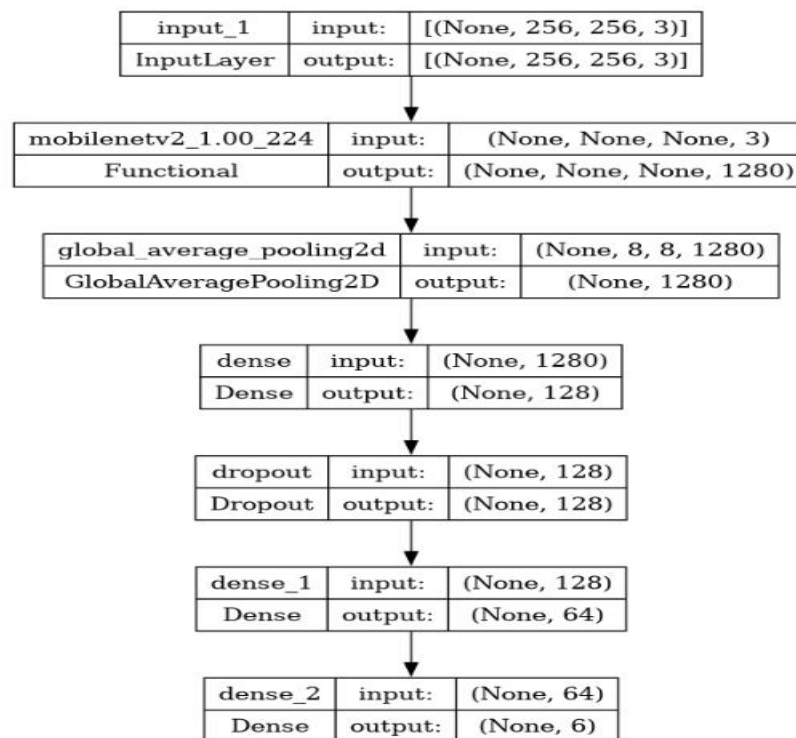 input_1 input: [(None, 256, 256, 3)]
InputLayer output: [(None, 256, 256, 3)]
mobilenetv2_1.00_224 input: (None, None, None, 3)
Functional output: (None, None, None, 1280)
global_average_pooling2d input: (None, 8, 8, 1280)
GlobalAveragePooling2D output: (None, 1280)
dense input: (None, 1280)
Dense output: (None, 128)
dropout input: (None, 128)
Dropout output: (None, 128)
dense_1 input: (None, 128)
Dense output: (None, 64)
dense_2 input: (None, 64)
Dense output: (None, 6)